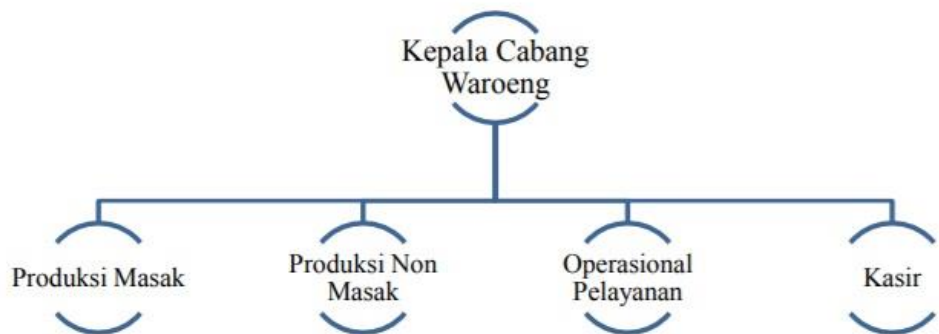 Kepala Cabang
Waroeng
Produksi Masak
Produksi Non
Masak
Operasional
Pelayanan
Kasir